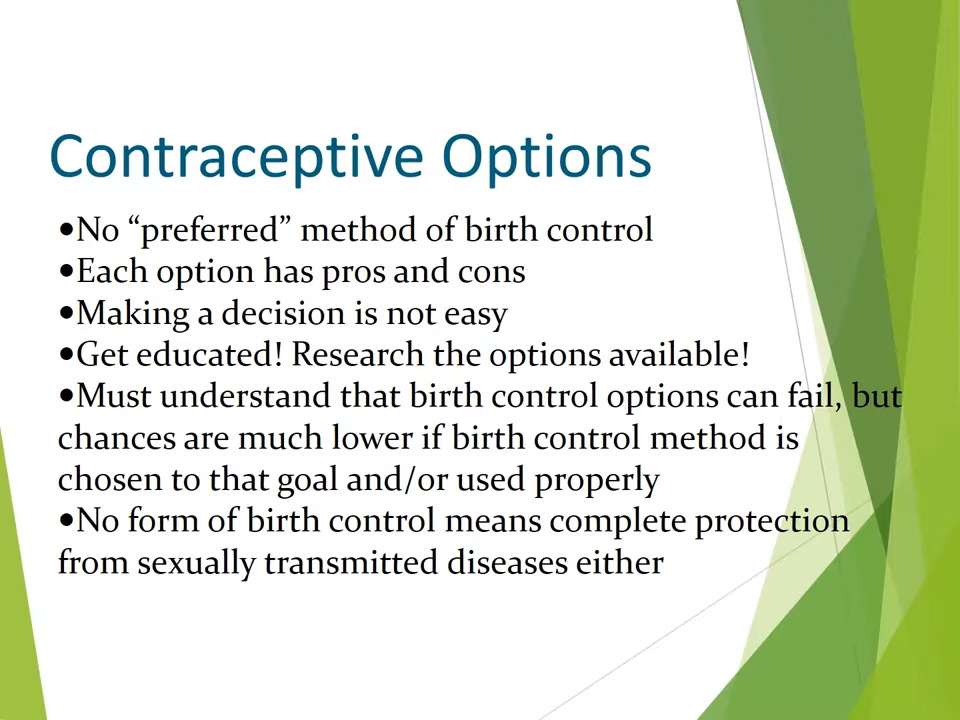 Contraceptive Options
•No “preferred” method of birth control
•Each option has pros and cons
•Making a decision is not easy
•Get educated! Research the options available!
•Must understand that birth control options can fail, but
chances are much lower if birth control method is
chosen to that goal and/or used properly
•No form of birth control means complete protection
from sexually transmitted diseases either